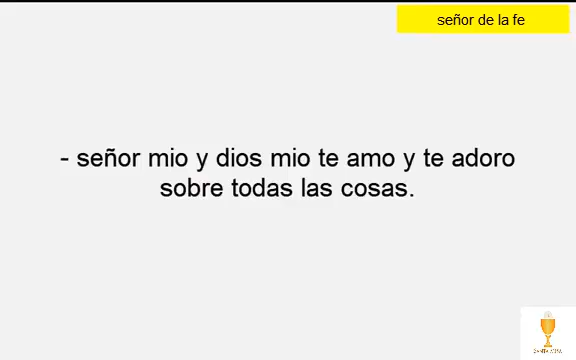 señor de la fe
- señor mio y dios mio te amo y te adoro
sobre todas las cosas.